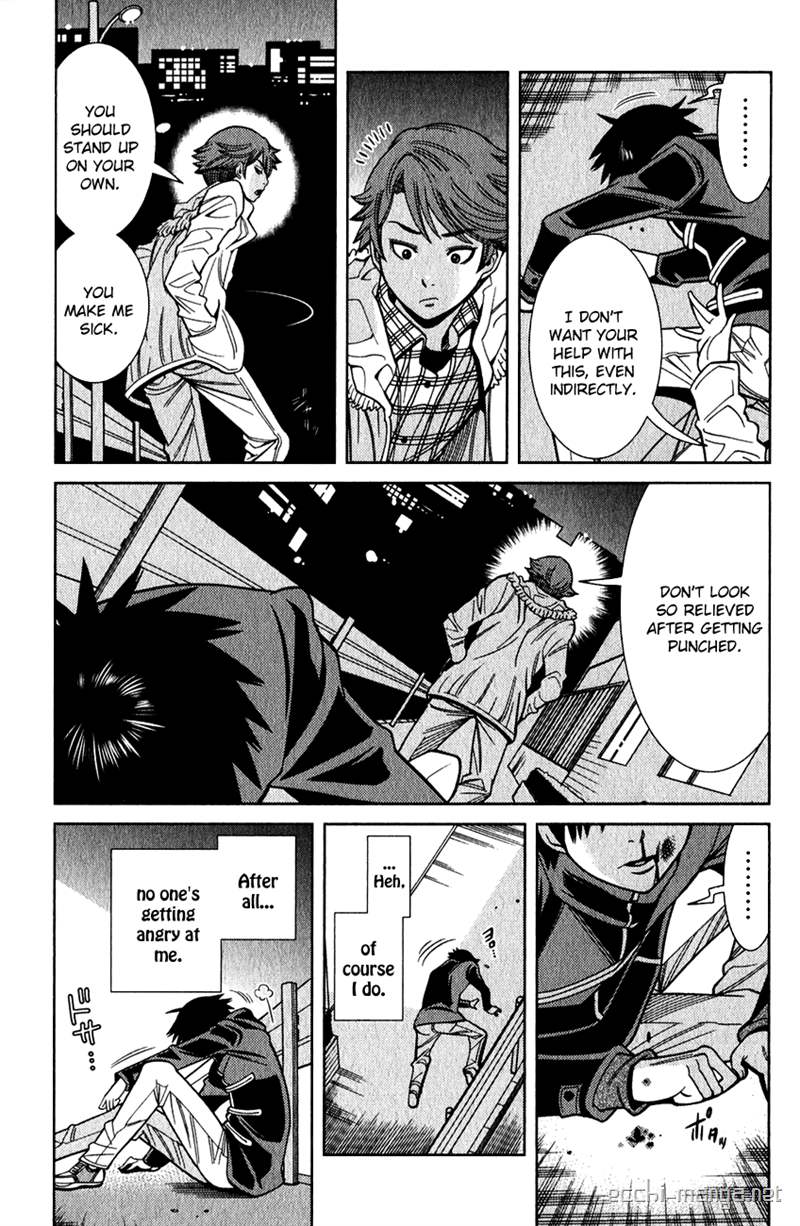 ........
I DON'T
WANT YOUR
HELP WITH
THIS, EVEN
INDIRECTLY.
YOU
SHOULD
STAND UP
ON YOUR
OWN.
YOU
MAKE ME
SICK.
DON'T LOOK
SO RELIEVED
AFTER GETTING
PUNCHED.
........
ポタ
...
Heh.
of
course
I do.
After
all...
no one's
getting
angry at
me.
ecchi-manga.net